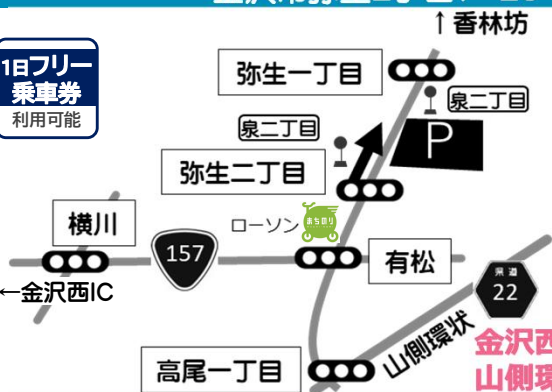 ↑香林坊
1日フリー
乗車券
利用可能
弥生一丁目
泉二丁目
P
泉二丁目
弥生二丁目
横川
ローソン
まちのり
157
有松
県道
22
←金沢西IC
山側環状
金沢西
山側環
高尾一丁目